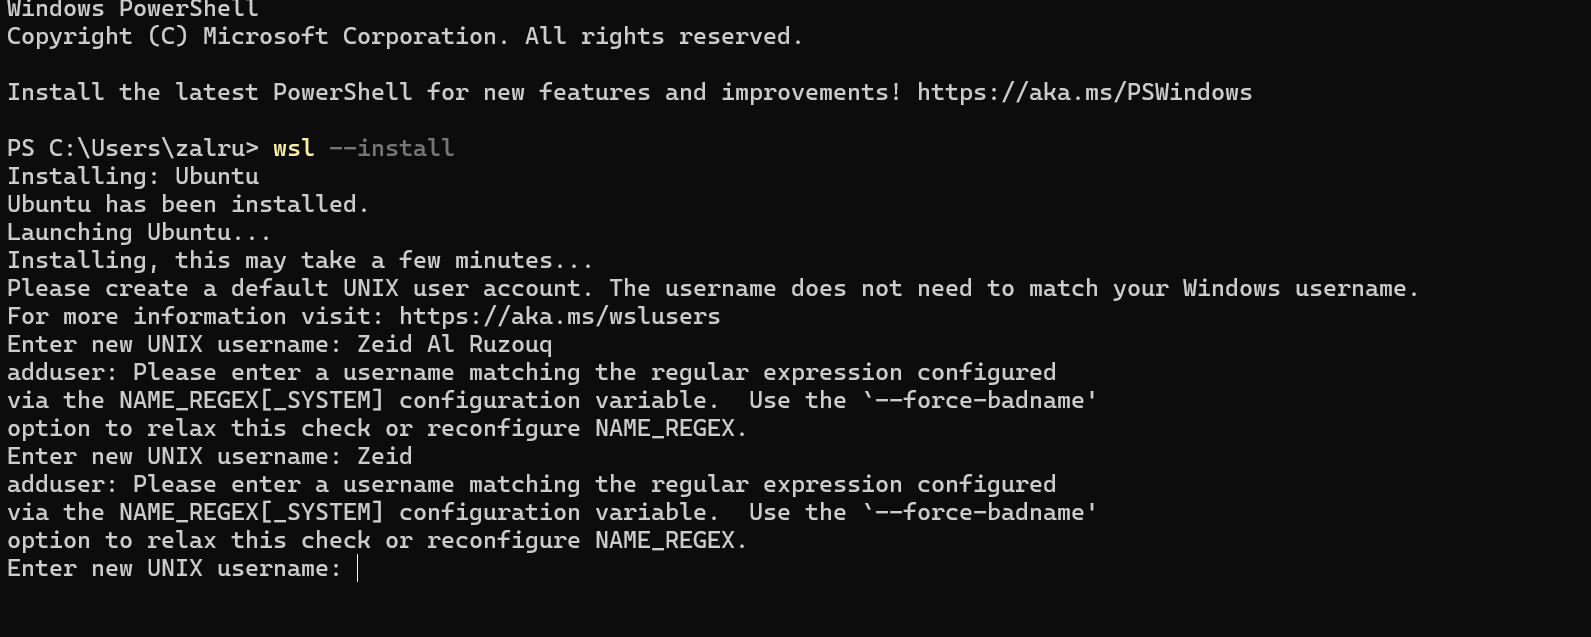 Windows PowerShell
Copyright (C) Microsoft Corporation. All rights reserved.
Install the latest PowerShell for new features and improvements! https://aka.ms/PSWindows
PS C:\Users\zalru> wsl --install
Installing: Ubuntu
Ubuntu has been installed.
Launching Ubuntu...
Installing, this may take a few minutes...
Please create a default UNIX user account. The username does not need to match your Windows username.
For more information visit: https://aka.ms/wslusers
Enter new UNIX username: Zeid Al Ruzouq
adduser: Please enter a username matching the regular expression configured
via the NAME_REGEX[_SYSTEM] configuration variable.  Use the `--force-badname'
option to relax this check or reconfigure NAME_REGEX.
Enter new UNIX username: Zeid
adduser: Please enter a username matching the regular expression configured
via the NAME_REGEX[_SYSTEM] configuration variable.  Use the `--force-badname'
option to relax this check or reconfigure NAME_REGEX.
Enter new UNIX username: